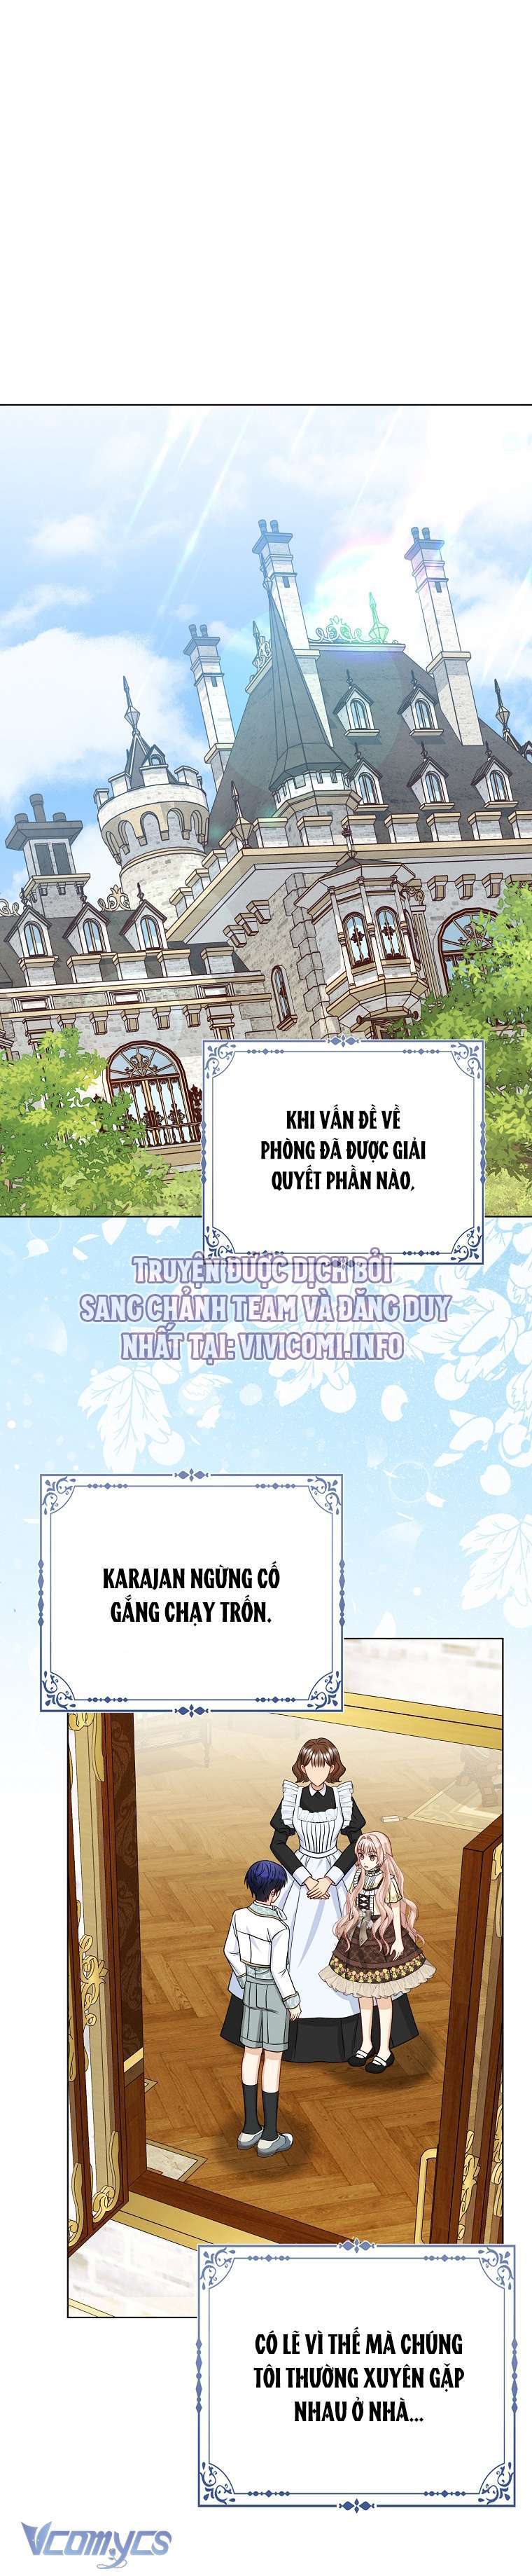 KHI VẤN ĐỀ VỀ
PHÒNG ĐÃ ĐƯỢC GIẢI
QUYẾT PHẦN NÀO,
TRUYỆN ĐƯỢC DỊCH BỞI
SANG CHẢNH TEAM VÀ ĐĂNG DUY
NHẤT TẠI: VIVICOMI.INFO
KARAJAN NGỪNG CỐ
GẮNG CHẠY TRỐN.
CÓ LẼ VÌ THẾ MÀ CHÚNG
TÔI THƯỜNG XUYÊN GẶP
NHAU Ở NHÀ...
VCOMYCS